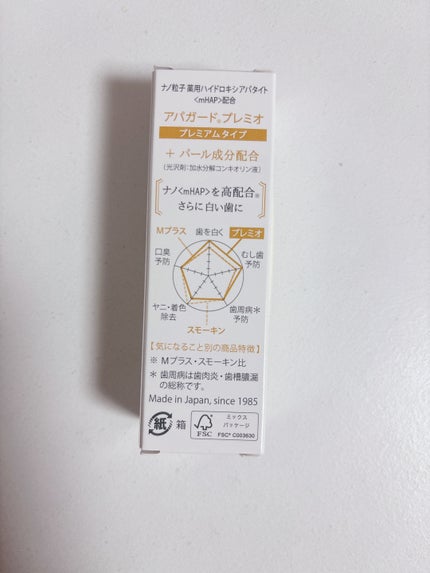 ナノ粒子 薬用ハイドロキシアパタイト
<mHAP>配合
アパガード®プレミオ
プレミアムタイプ
＋ パール成分配合
(光沢剤:加水分解コンキオリン液)
ナノ<mHAP>を高配合※
さらに白い歯に
Mプラス 歯を白く プレミオ
口臭予防 むし歯予防
ヤニ・着色除去 歯周病＊予防
スモーキン
【気になること別の商品特徴】
※ Mプラス・スモーキン比
＊ 歯周病は歯肉炎・歯槽膿漏
の総称です。
Made in Japan, since 1985
紙 箱
FSC
ミックス
パッケージ
FSC® C003630